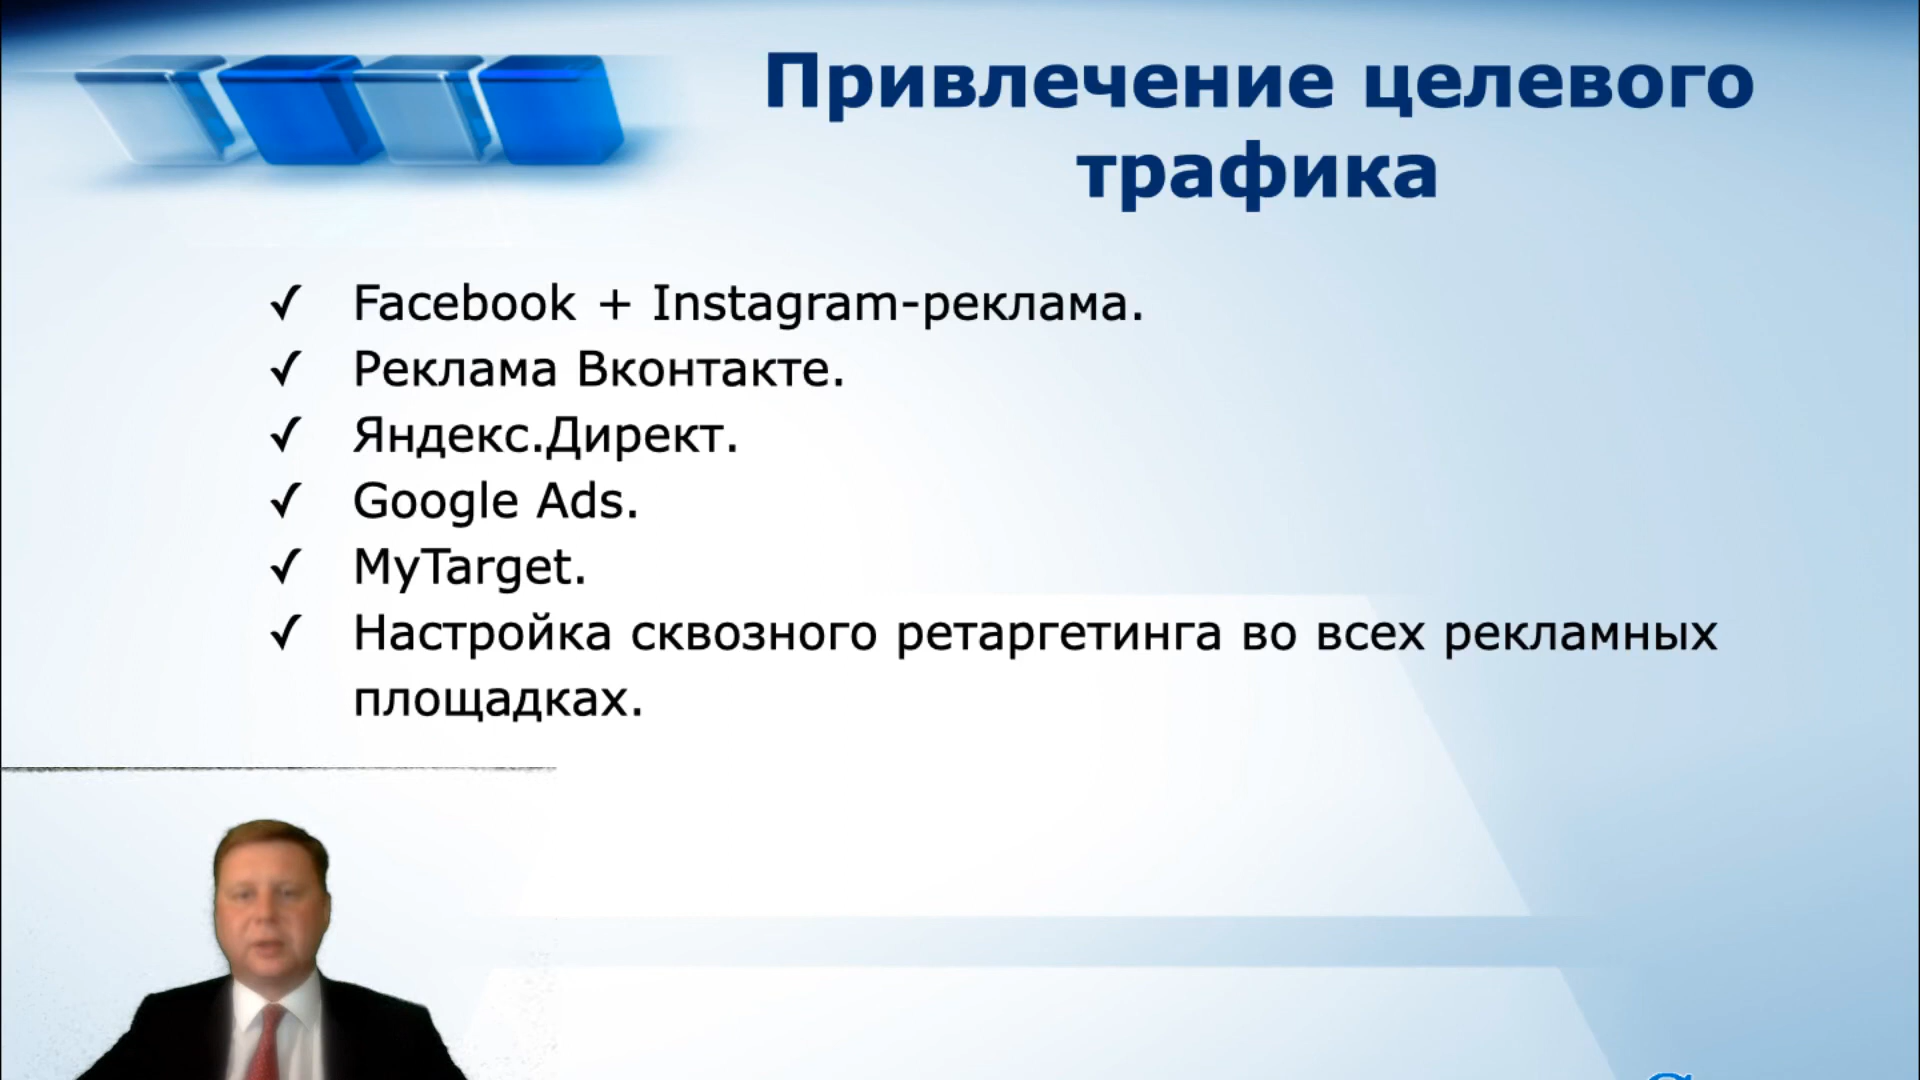 Привлечение целевого
трафика
✓ Facebook + Instagram-реклама.
✓ Реклама Вконтакте.
✓ Яндекс.Директ.
✓ Google Ads.
✓ MyTarget.
✓ Настройка сквозного ретаргетинга во всех рекламных
площадках.